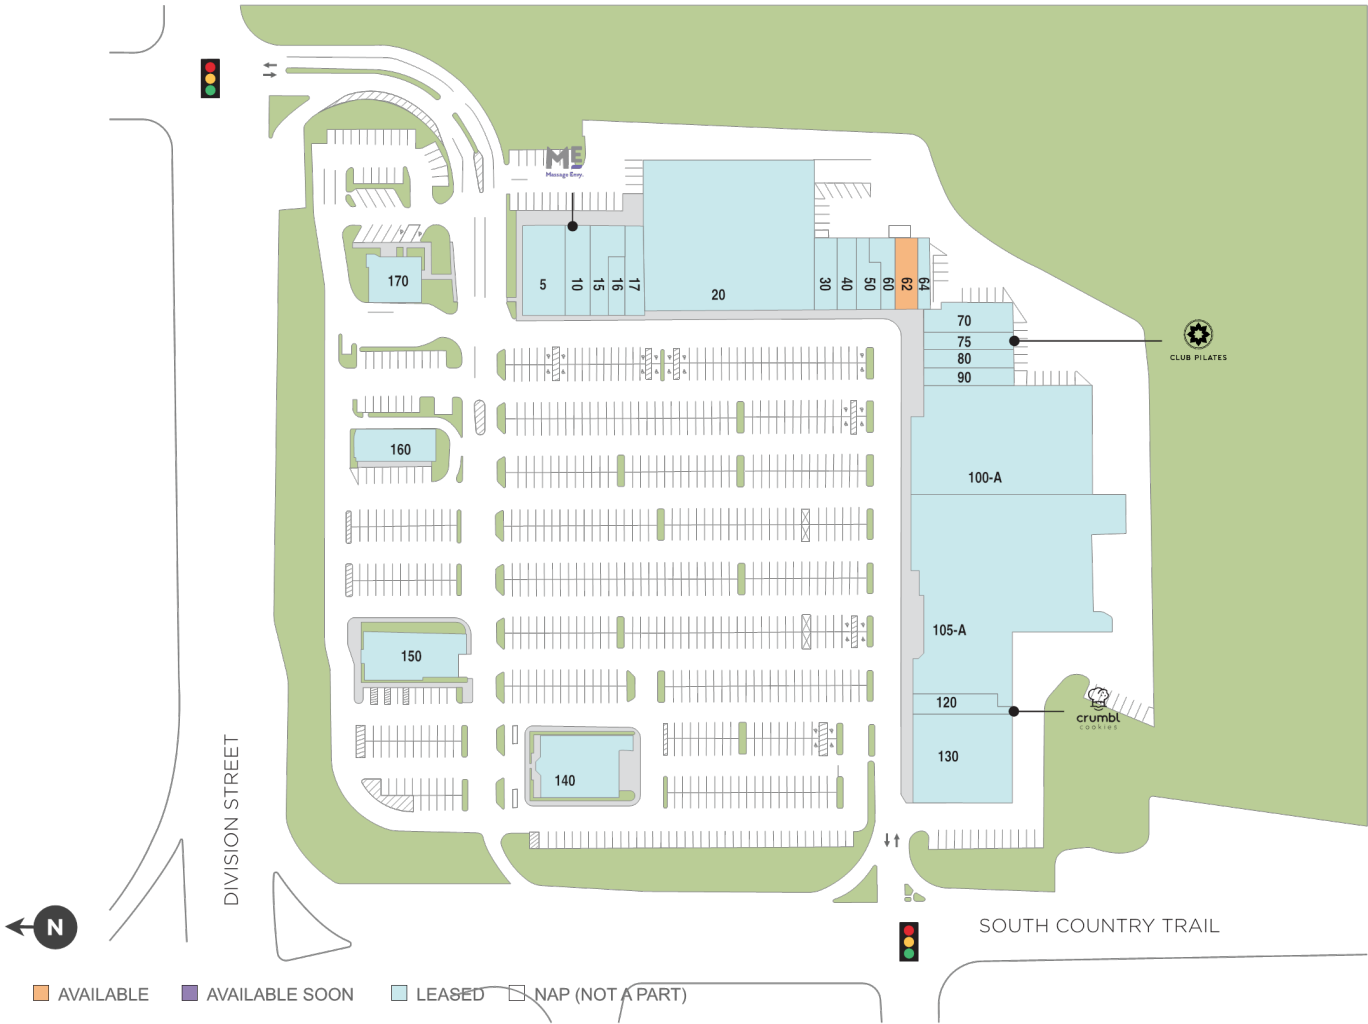 ME
Massage Envy.
170
5
10
15
16
17
20
30
40
50
60
62
64
70
75
80
90
CLUB PILATES
160
100-A
105-A
150
120
crumbl
cookies
130
140
DIVISION STREET
N
SOUTH COUNTRY TRAIL
AVAILABLE
AVAILABLE SOON
LEASED
NAP (NOT A PART)